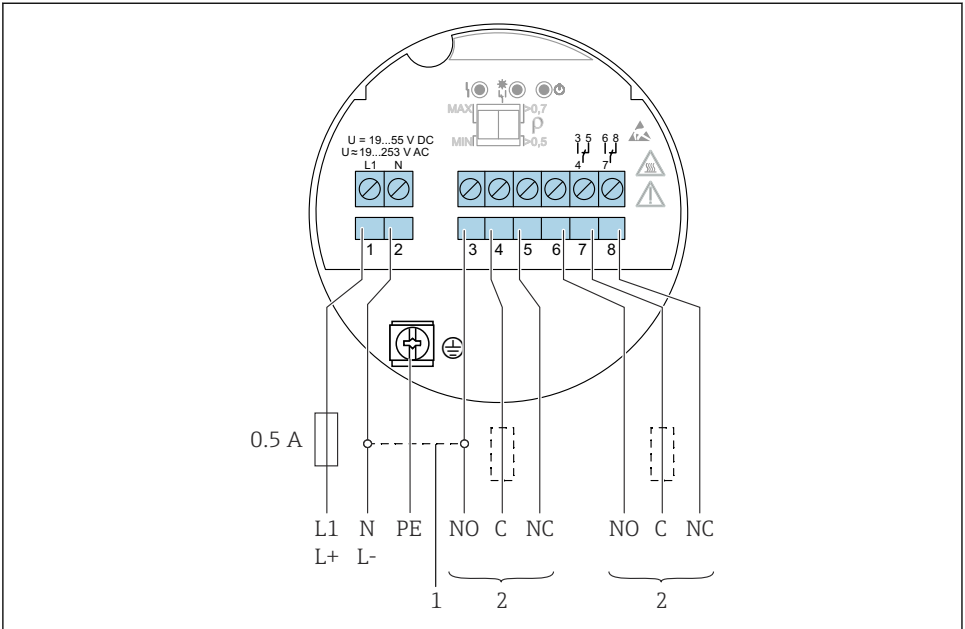 MAX >0,7
ρ
MIN >0,5
U = 19...55 V DC
U≈19...253 V AC
L1 N
3 5 6 8
4 7
1 2 3 4 5 6 7 8
0.5 A
L1 N PE NO C NC NO C NC
L+ L-
1 2 2